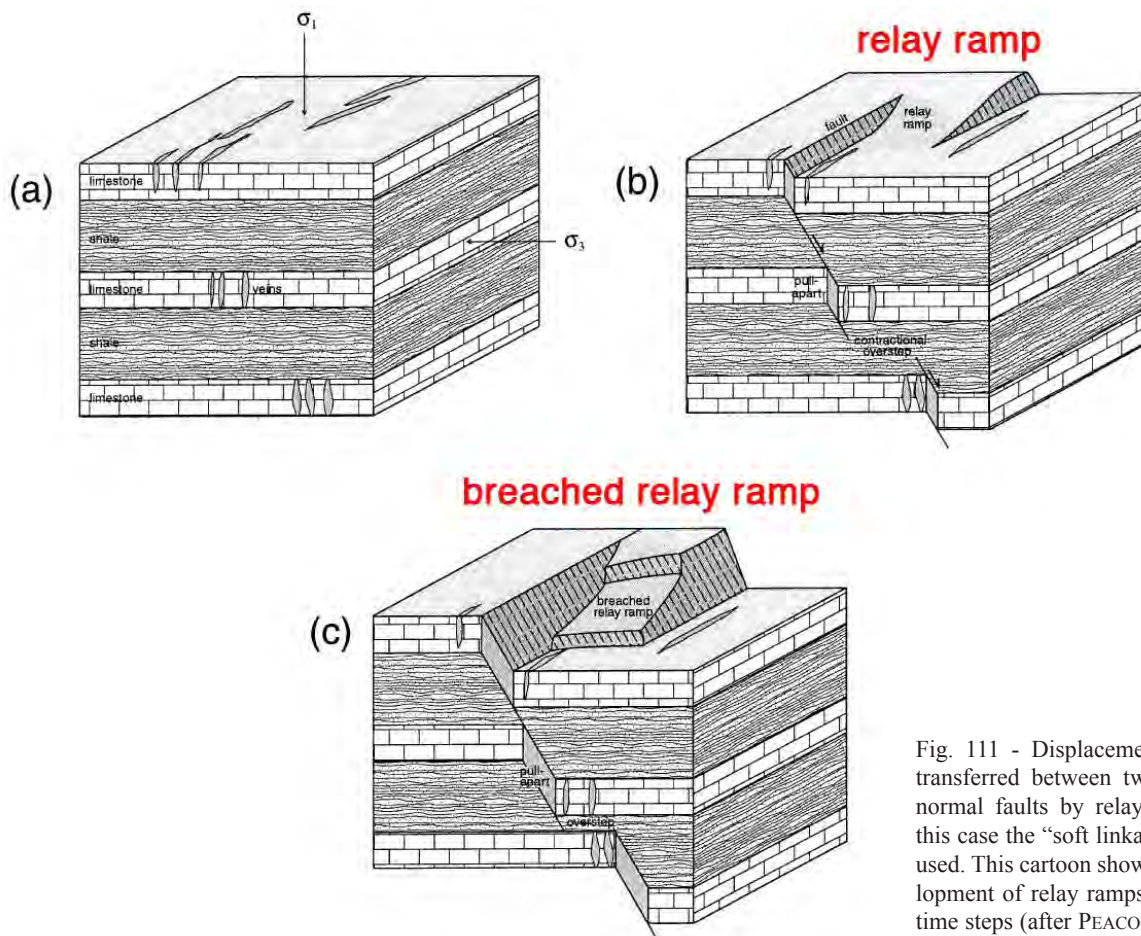 σ1
relay ramp
(a)
limestone
shale
limestone
veins
shale
limestone
σ3
(b)
fault
relay
ramp
pull-
apart
contractional
overstep
breached relay ramp
(c)
breached
relay ramp
pull-
apart
overstep
Fig. 111 - Displaceme
transferred between tw
normal faults by relay
this case the “soft linka
used. This cartoon show
lopment of relay ramps
time steps (after PEACO